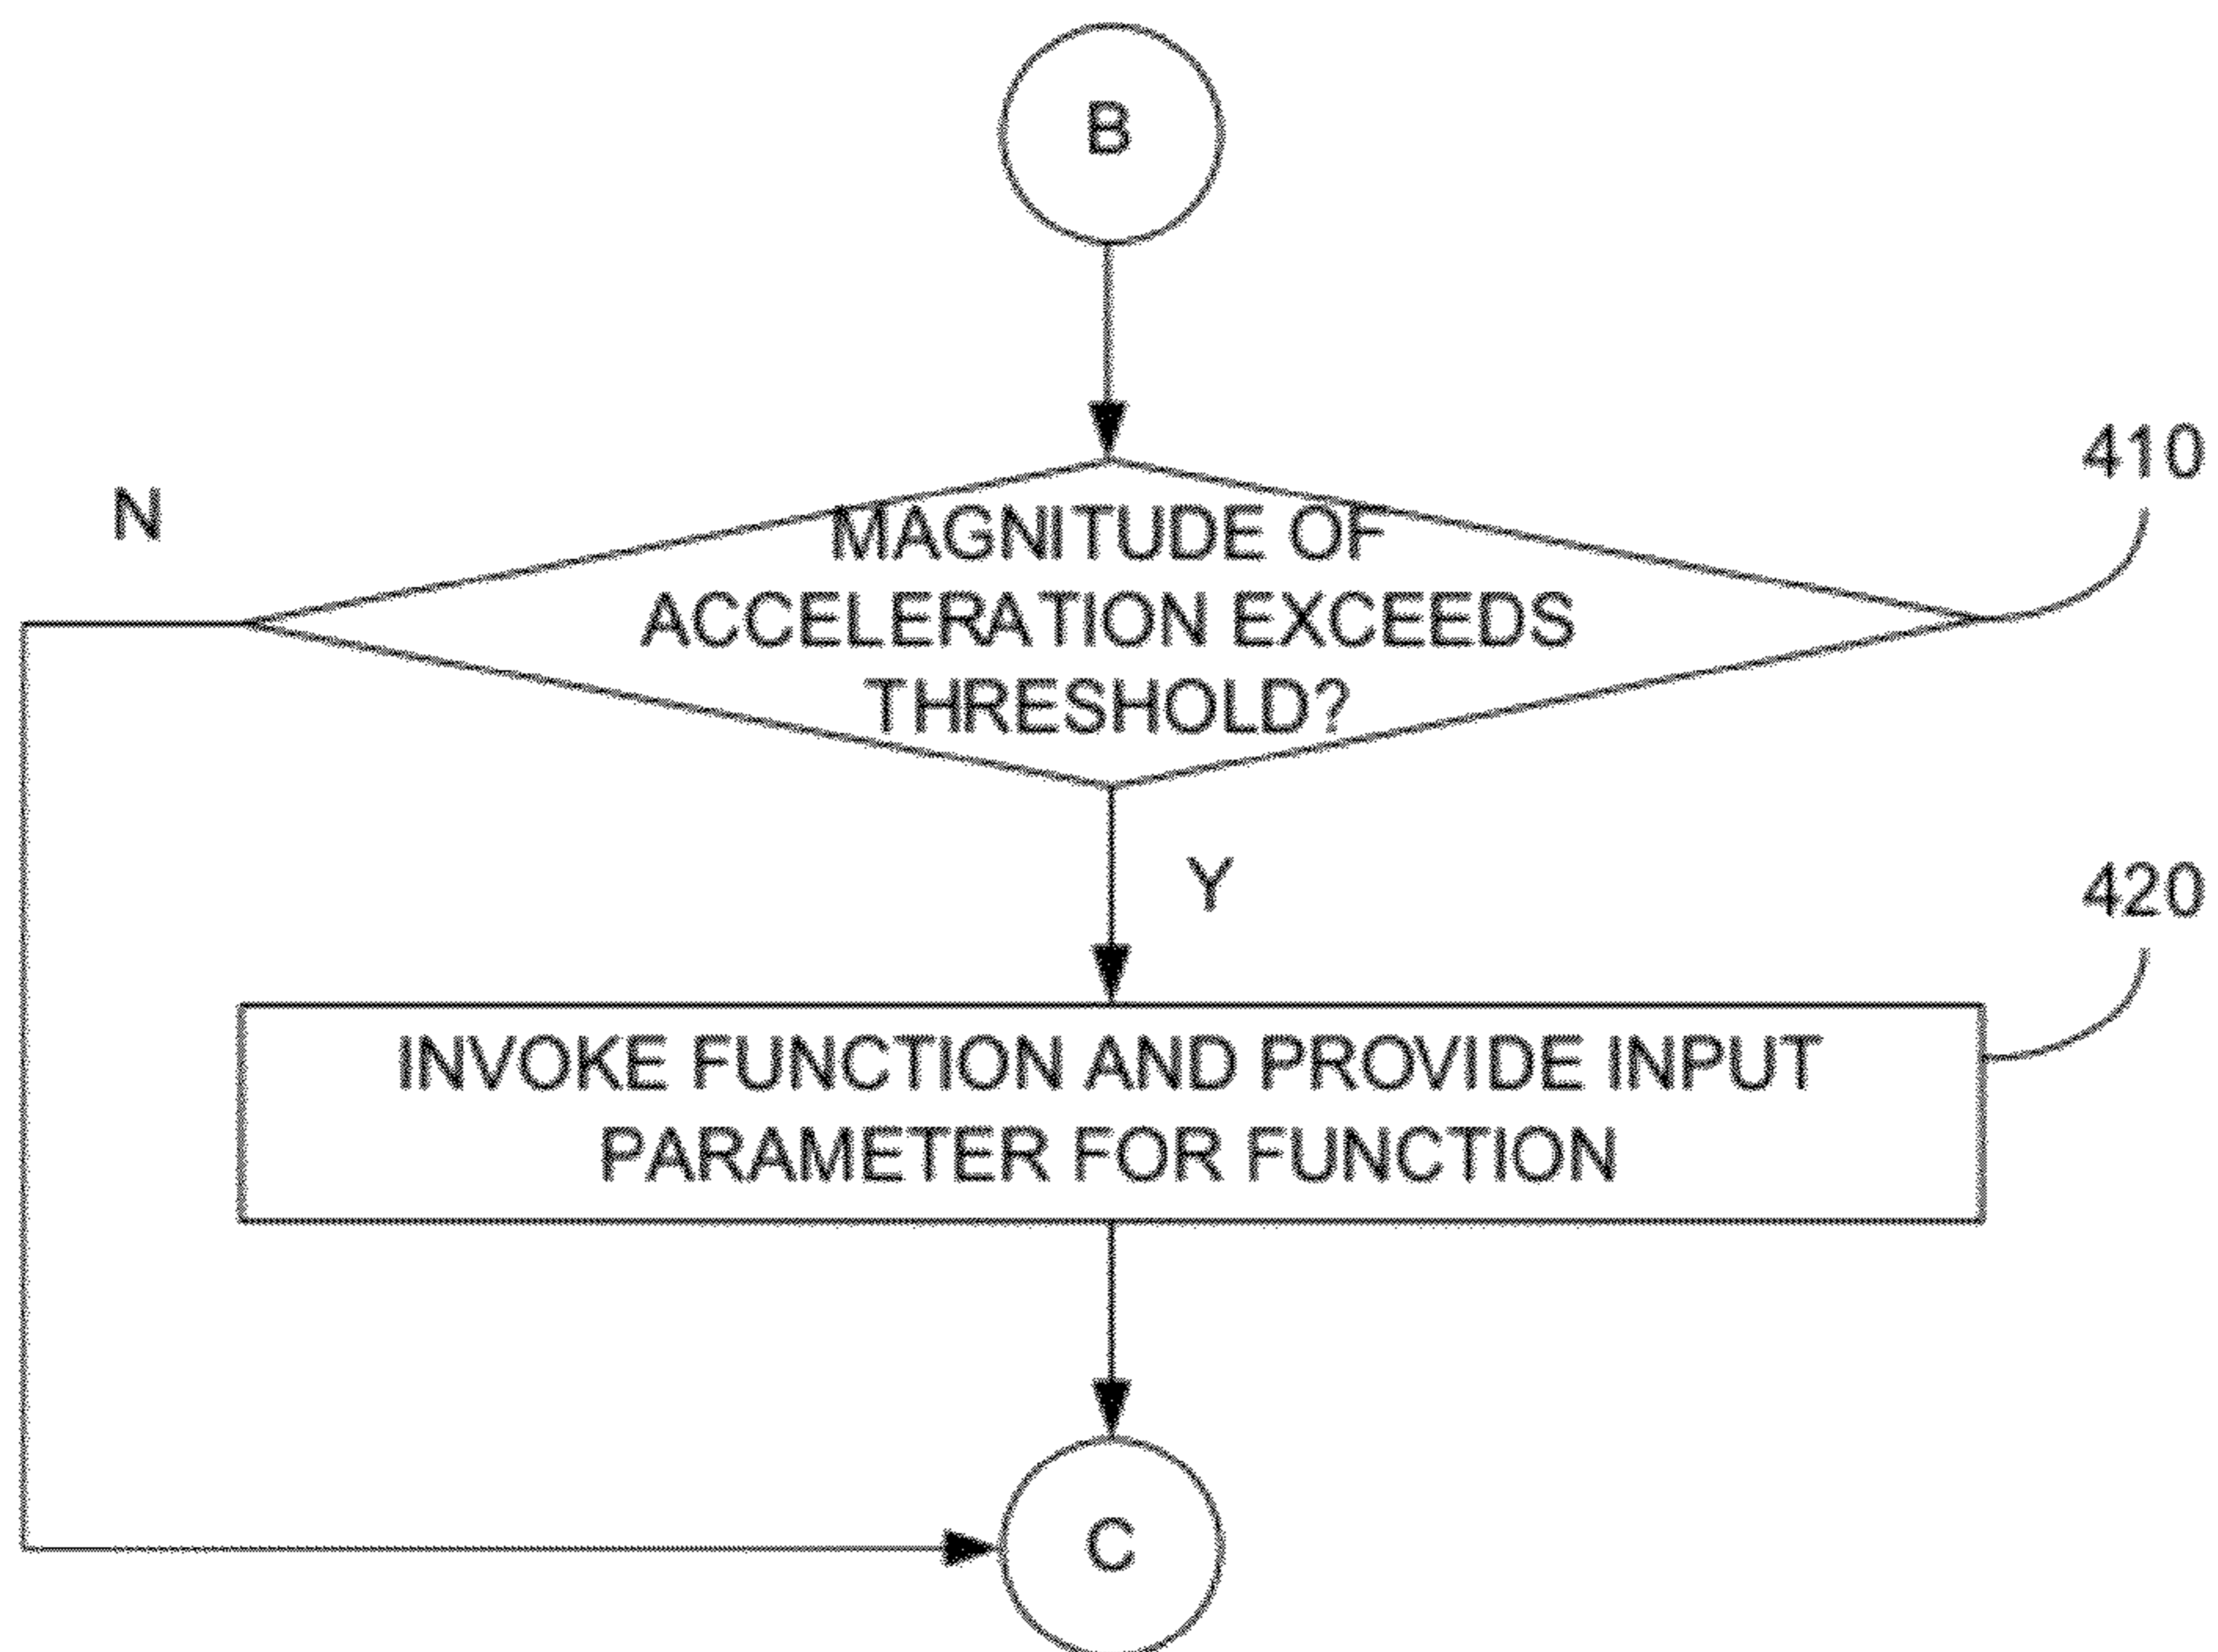 B
410
N
MAGNITUDE OF
ACCELERATION EXCEEDS
THRESHOLD?
Y
420
INVOKE FUNCTION AND PROVIDE INPUT
PARAMETER FOR FUNCTION
C